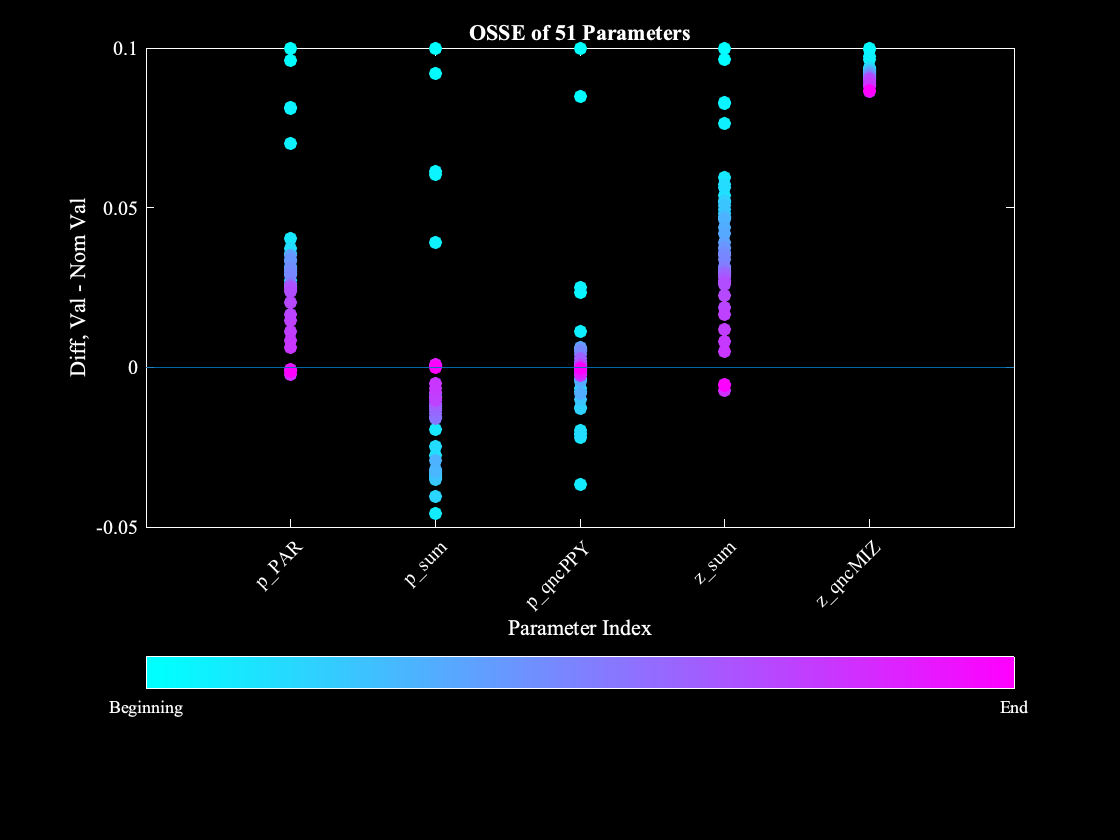 OSSE of 51 Parameters
0.1
0.05
0
-0.05
Diff, Val - Nom Val
p_PAR
p_sum
p_qncPPY
z_sum
z_qncMIZ
Parameter Index
Beginning
End